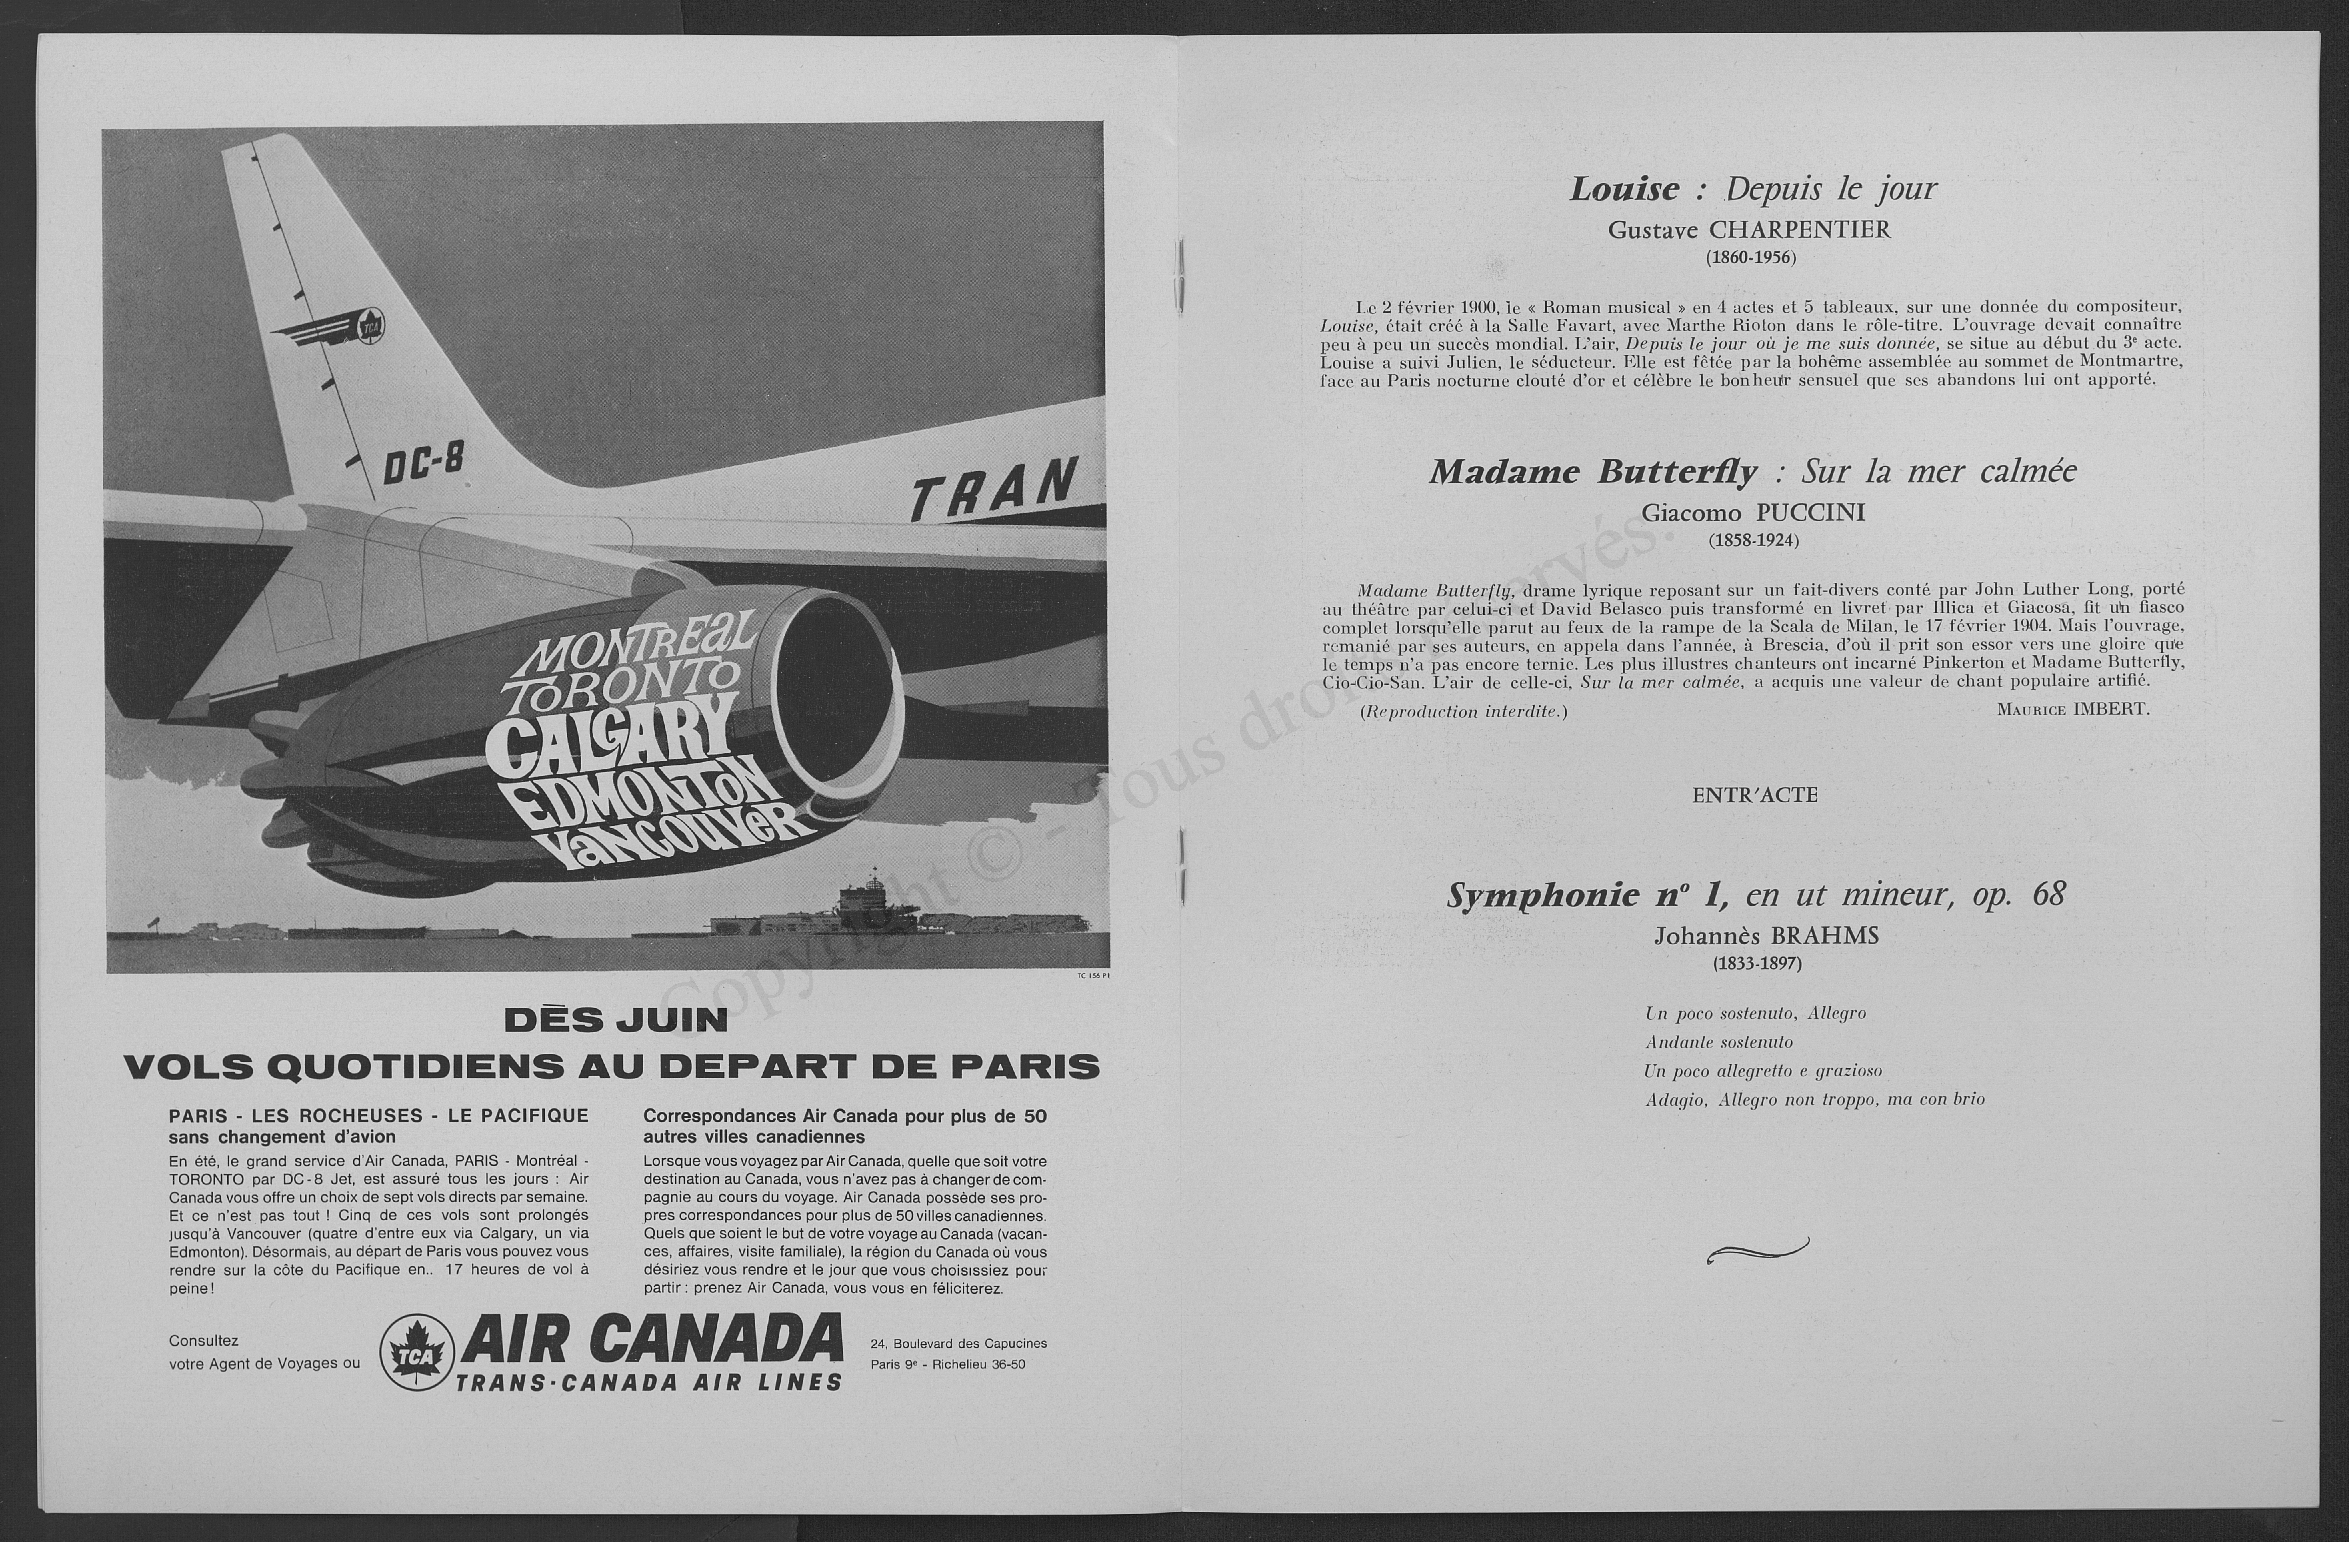 DC-8
TCA
TRAN
MONTREAL
TORONTO
CALGARY
EDMONTON
VANCOUVER
TC 156 P1
DÈS JUIN
VOLS QUOTIDIENS AU DEPART DE PARIS
PARIS - LES ROCHEUSES - LE PACIFIQUE
sans changement d'avion
En été, le grand service d'Air Canada, PARIS - Montréal -
TORONTO par DC-8 Jet, est assuré tous les jours : Air
Canada vous offre un choix de sept vols directs par semaine.
Et ce n'est pas tout ! Cinq de ces vols sont prolongés
jusqu'à Vancouver (quatre d'entre eux via Calgary, un via
Edmonton). Désormais, au départ de Paris vous pouvez vous
rendre sur la côte du Pacifique en.. 17 heures de vol à
peine !
Correspondances Air Canada pour plus de 50
autres villes canadiennes
Lorsque vous voyagez par Air Canada, quelle que soit votre
destination au Canada, vous n'avez pas à changer de com-
pagnie au cours du voyage. Air Canada possède ses pro-
pres correspondances pour plus de 50 villes canadiennes.
Quels que soient le but de votre voyage au Canada (vacan-
ces, affaires, visite familiale), la région du Canada où vous
désiriez vous rendre et le jour que vous choisissiez pour
partir : prenez Air Canada, vous vous en féliciterez.
Consultez
votre Agent de Voyages ou
TCA
AIR CANADA
TRANS-CANADA AIR LINES
24, Boulevard des Capucines
Paris 9e - Richelieu 36-50
Louise : Depuis le jour
Gustave CHARPENTIER
(1860-1956)
Le 2 février 1900, le « Roman musical » en 4 actes et 5 tableaux, sur une donnée du compositeur,
Louise, était créé à la Salle Favart, avec Marthe Rioton dans le rôle-titre. L'ouvrage devait connaître
peu à peu un succès mondial. L'air, Depuis le jour où je me suis donnée, se situe au début du 3e acte.
Louise a suivi Julien, le séducteur. Elle est fêtée par la bohême assemblée au sommet de Montmartre,
face au Paris nocturne clouté d'or et célèbre le bonheur sensuel que ses abandons lui ont apporté.
Madame Butterfly : Sur la mer calmée
Giacomo PUCCINI
(1858-1924)
Madame Butterfly, drame lyrique reposant sur un fait-divers conté par John Luther Long, porté
au théâtre par celui-ci et David Belasco puis transformé en livret par Illica et Giacosa, fit un fiasco
complet lorsqu'elle parut au feux de la rampe de la Scala de Milan, le 17 février 1904. Mais l'ouvrage,
remanié par ses auteurs, en appela dans l'année, à Brescia, d'où il prit son essor vers une gloire que
le temps n'a pas encore ternie. Les plus illustres chanteurs ont incarné Pinkerton et Madame Butterfly,
Cio-Cio-San. L'air de celle-ci, Sur la mer calmée, a acquis une valeur de chant populaire artifié.
(Reproduction interdite.) MAURICE IMBERT.
ENTR'ACTE
Symphonie no 1, en ut mineur, op. 68
Johannès BRAHMS
(1833-1897)
Un poco sostenuto, Allegro
Andante sostenuto
Un poco allegretto e grazioso
Adagio, Allegro non troppo, ma con brio
Copyright © - Tous droits réservés.